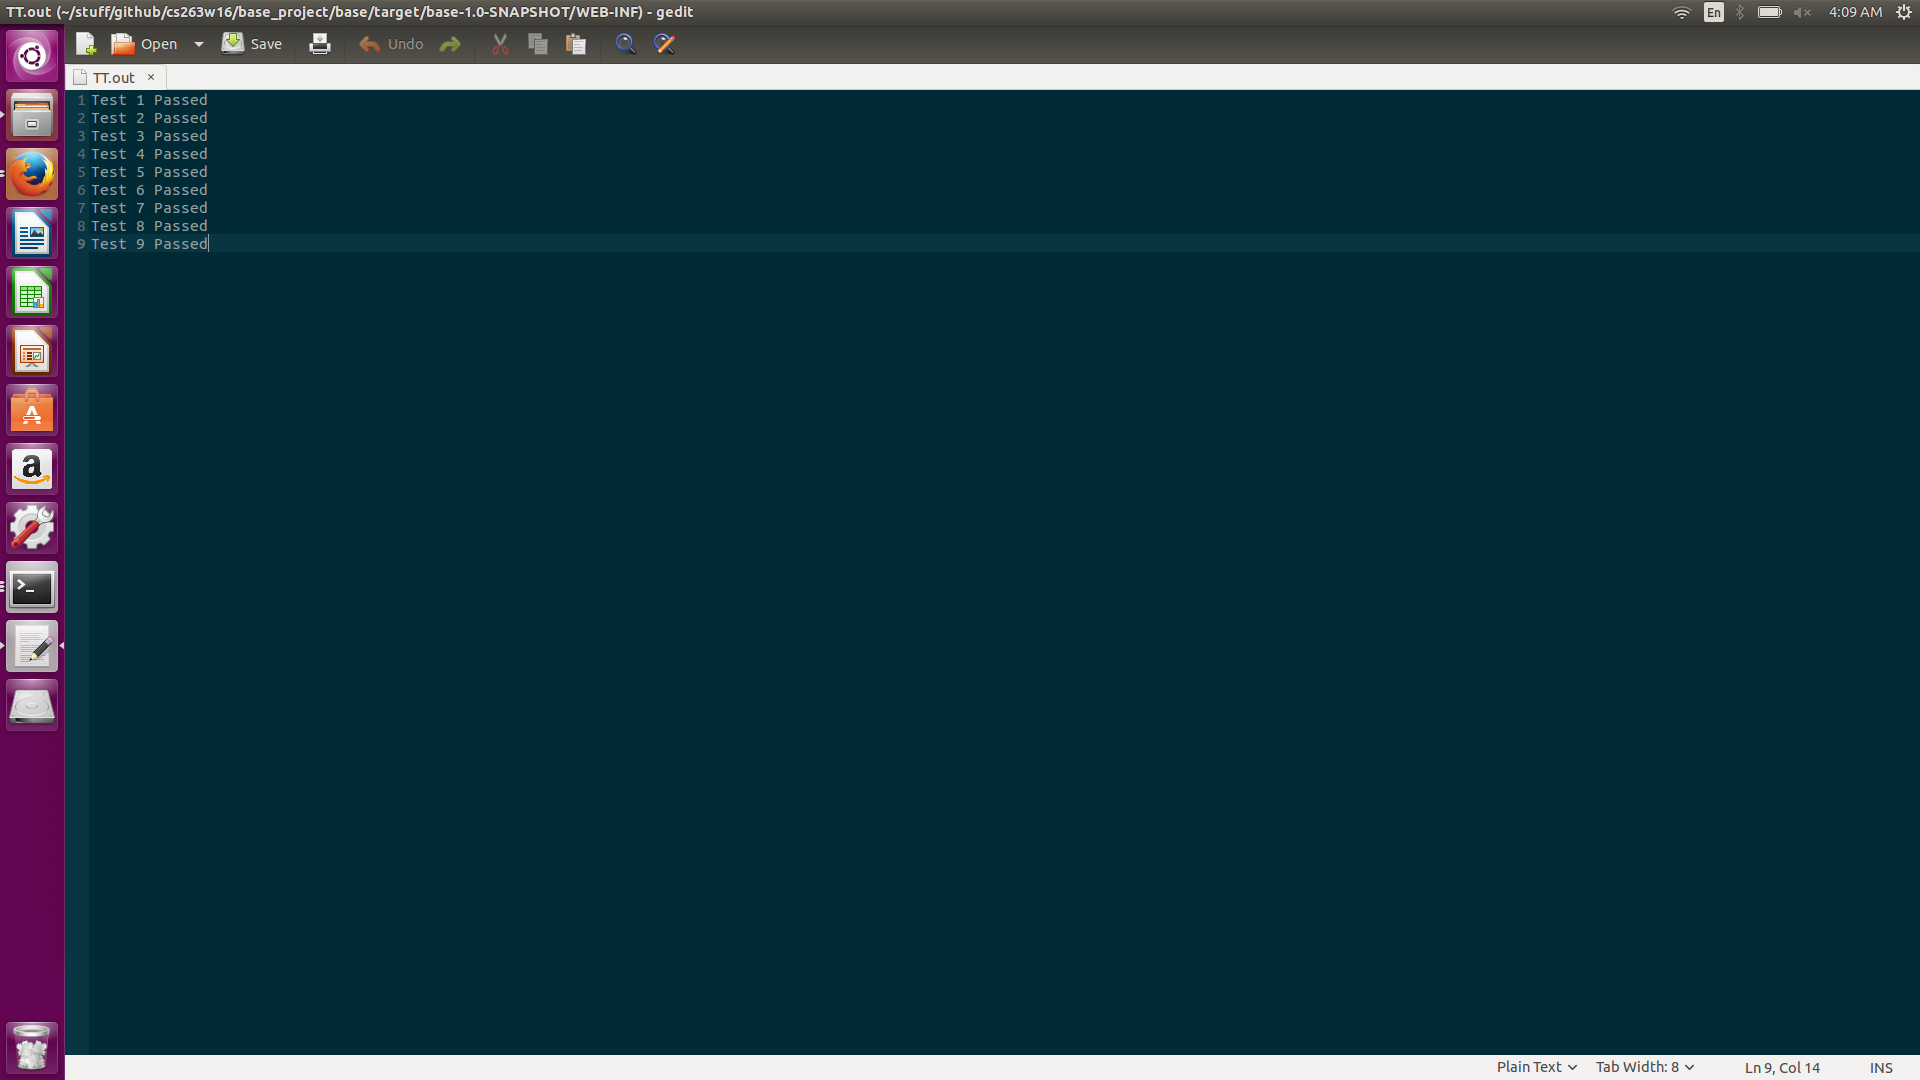 TT.out (~/stuff/github/cs263w16/base_project/base/target/base-1.0-SNAPSHOT/WEB-INF) - gedit
En
4:09 AM
Open
Save
Undo
TT.out ×
1 Test 1 Passed
2 Test 2 Passed
3 Test 3 Passed
4 Test 4 Passed
5 Test 5 Passed
6 Test 6 Passed
7 Test 7 Passed
8 Test 8 Passed
9 Test 9 Passed
Plain Text
Tab Width: 8
Ln 9, Col 14
INS